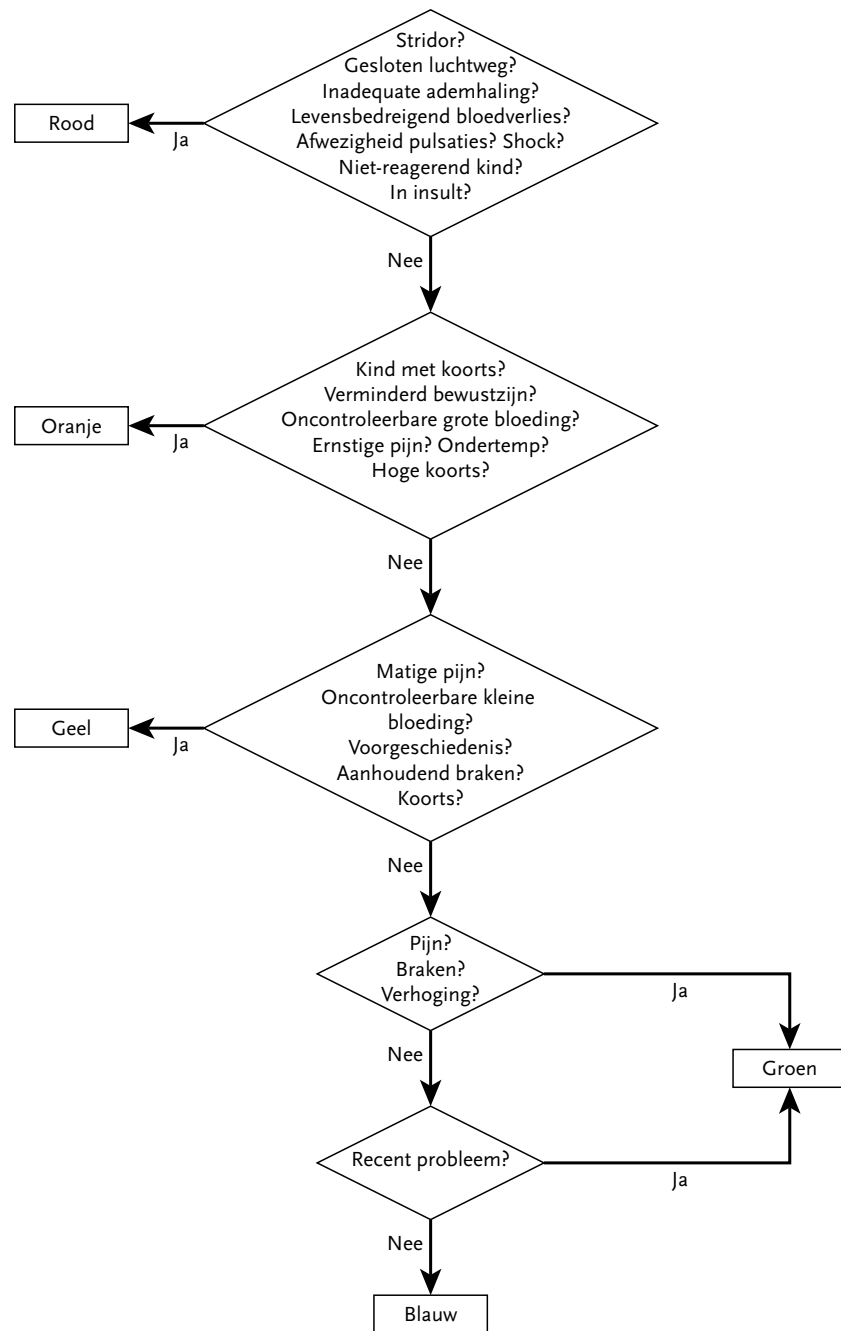 Stridor?
Gesloten luchtweg?
Inadequate ademhaling?
Levensbedreigend bloedverlies?
Afwezigheid pulsaties? Shock?
Niet-reagerend kind?
In insult?
Ja
Rood
Nee
Kind met koorts?
Verminderd bewustzijn?
Oncontroleerbare grote bloeding?
Ernstige pijn? Ondertemp?
Hoge koorts?
Ja
Oranje
Nee
Matige pijn?
Oncontroleerbare kleine
bloeding?
Voorgeschiedenis?
Aanhoudend braken?
Koorts?
Ja
Geel
Nee
Pijn?
Braken?
Verhoging?
Ja
Nee
Groen
Recent probleem?
Ja
Nee
Blauw